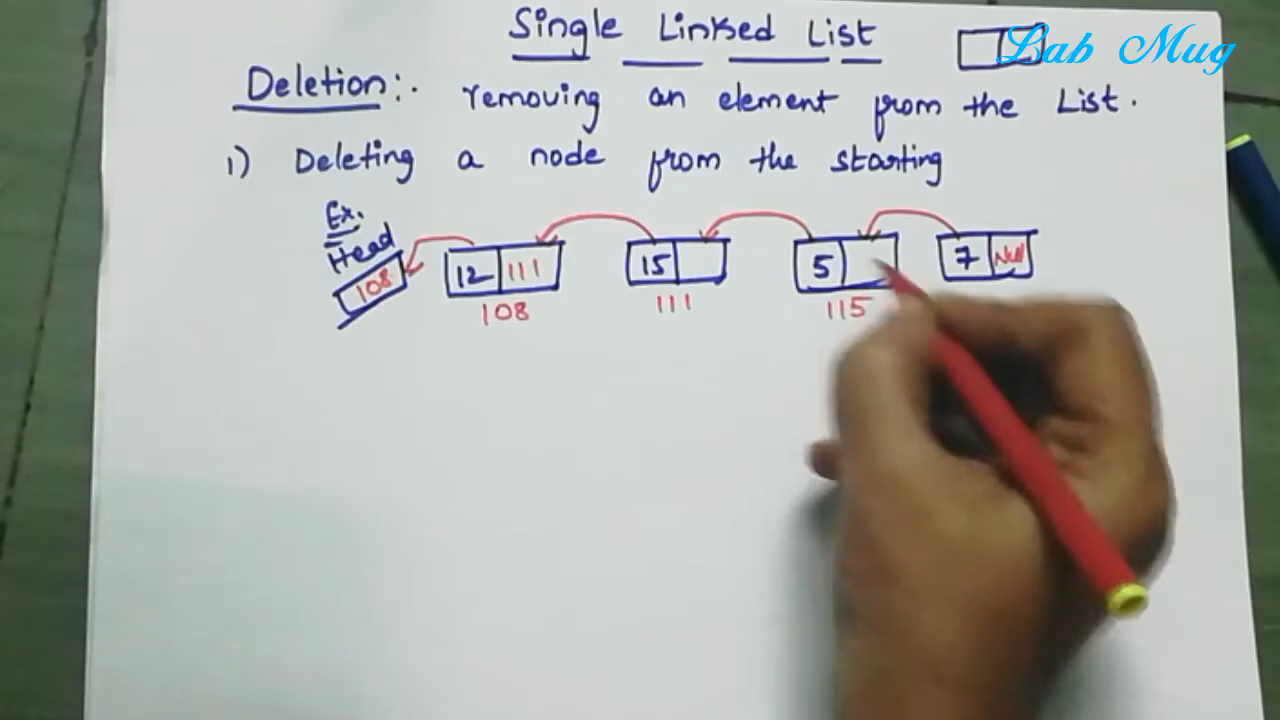 Single Linked List
Lab Mug
Deletion:- removing an element from the List.
1) Deleting a node from the starting
Ex.
Head
108
12 111
15
5
7 Null
108
111
115